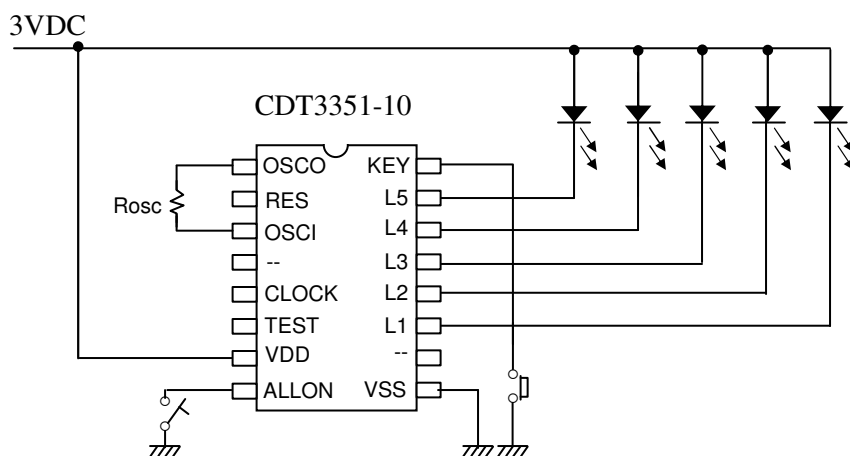 3VDC
CDT3351-10
OSCO KEY
RES L5
Rosc
OSCI L4
-- L3
CLOCK L2
TEST L1
VDD --
ALLON VSS